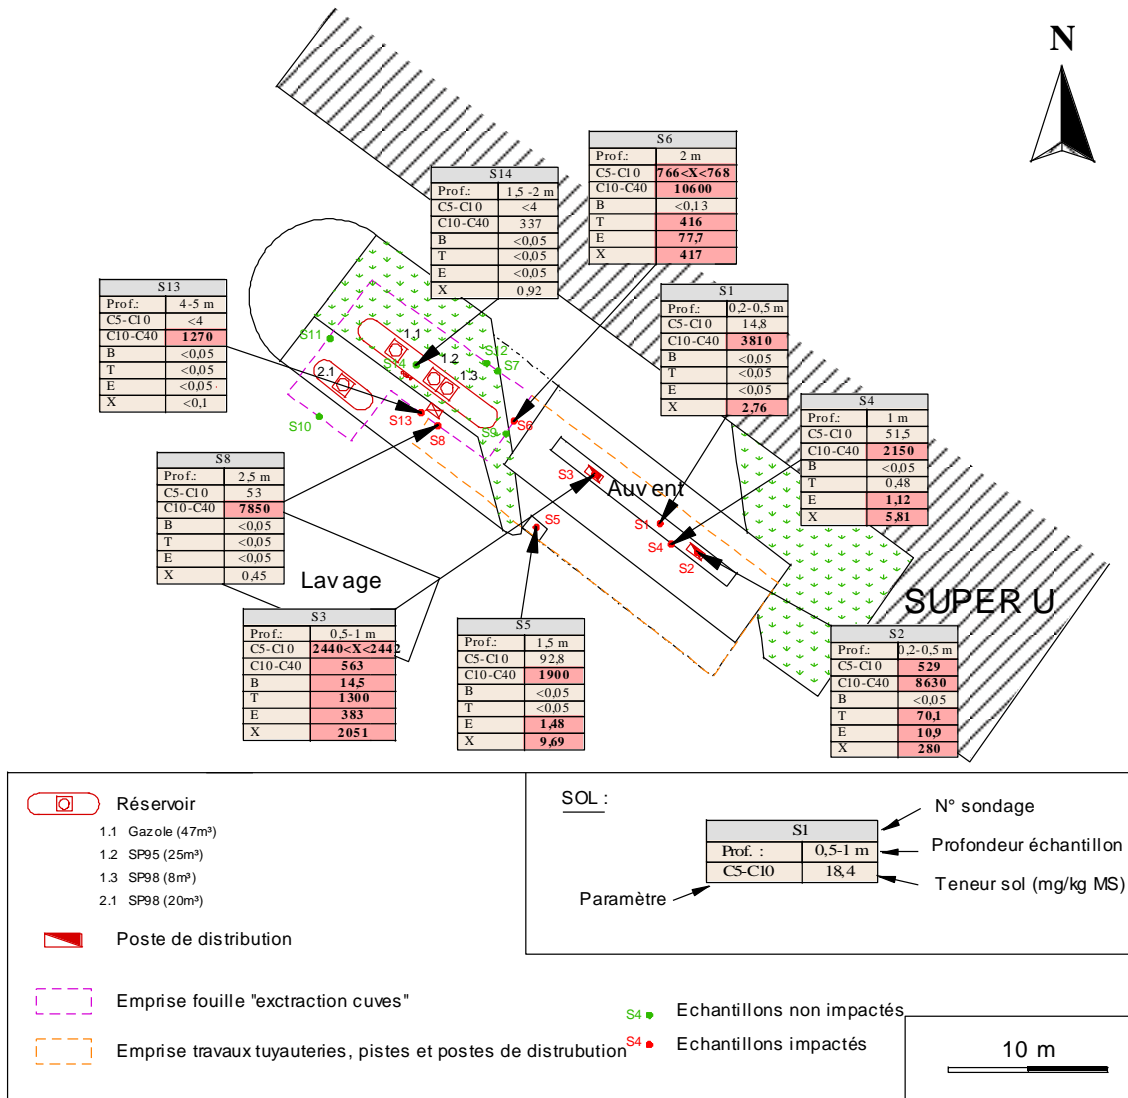 N
S6
Prof.: 2 m
C5-C10 766<X<768
C10-C40 10600
B <0,13
T 416
E 77,7
X 417
S14
Prof.: 1,5 -2 m
C5-C10 <4
C10-C40 337
B <0,05
T <0,05
E <0,05
X 0,92
S13
Prof.: 4-5 m
C5-C10 <4
C10-C40 1270
B <0,05
T <0,05
E <0,05
X <0,1
S1
Prof.: 0,2-0,5 m
C5-C10 14,8
C10-C40 3810
B <0,05
T <0,05
E <0,05
X 2,76
S4
Prof.: 1 m
C5-C10 51,5
C10-C40 2150
B <0,05
T 0,48
E 1,12
X 5,81
S11
1.1
S14
1.2
1.3
S12
S7
2.1
S10
S13
S8
S9
S6
S3
Auvent
S1
S4
S2
S5
S8
Prof.: 2,5 m
C5-C10 53
C10-C40 7850
B <0,05
T <0,05
E <0,05
X 0,45
Lavage
SUPER U
S3
Prof.: 0,5-1 m
C5-C10 2440<X<2442
C10-C40 563
B 14,5
T 1300
E 383
X 2051
S5
Prof.: 1,5 m
C5-C10 92,8
C10-C40 1900
B <0,05
T <0,05
E 1,48
X 9,69
S2
Prof.: 0,2-0,5 m
C5-C10 529
C10-C40 8630
B <0,05
T 70,1
E 10,9
X 280
Réservoir
1.1 Gazole (47m³)
1.2 SP95 (25m³)
1.3 SP98 (8m³)
2.1 SP98 (20m³)
Poste de distribution
Emprise fouille "exctraction cuves"
Emprise travaux tuyauteries, pistes et postes de distrubution
SOL :
S1
Prof. : 0,5-1 m
C5-C10 18,4
N° sondage
Profondeur échantillon
Teneur sol (mg/kg MS)
Paramètre
S4 Echantillons non impactés
S4 Echantillons impactés
10 m